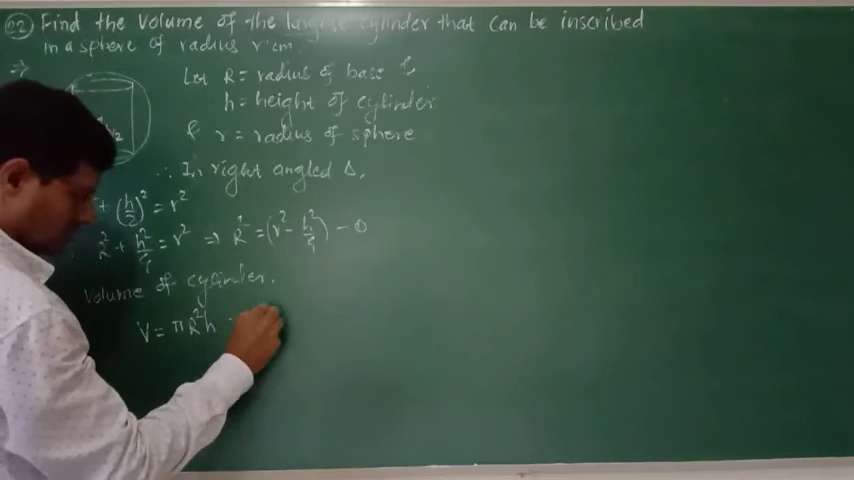 Q2 Find the volume of the largest cylinder that can be inscribed
in a sphere of radius r cm.
⇒ Let R = radius of base &
h = height of cylinder
h/2
& r = radius of sphere
∴ In right angled Δ,
+ (h/2)² = r²
R² + h²/4 = r² ⇒ R² = (r² - h²/4) - ①
Volume of cylinder.
V = πR²h